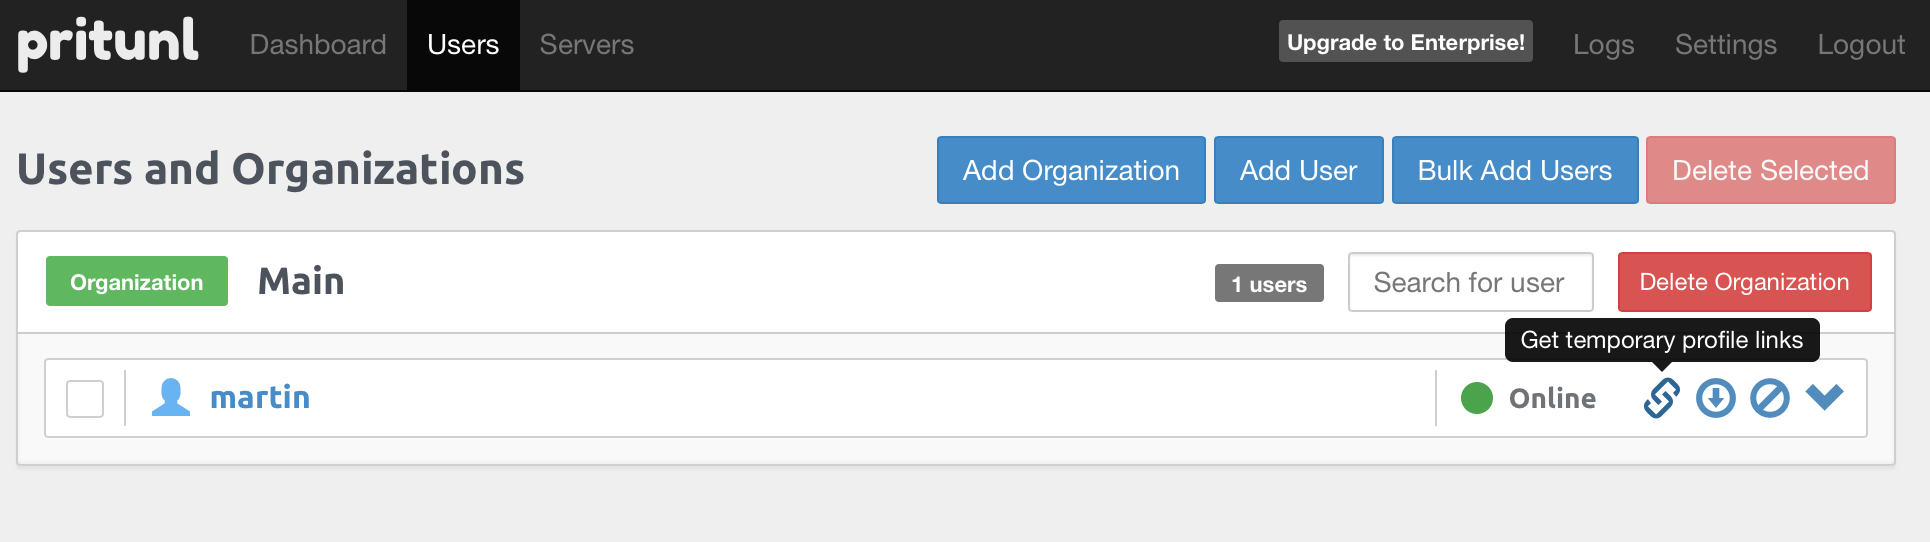 pritunl Dashboard Users Servers Upgrade to Enterprise! Logs Settings Logout
Users and Organizations Add Organization Add User Bulk Add Users Delete Selected
Organization Main 1 users Search for user Delete Organization
Get temporary profile links
martin Online